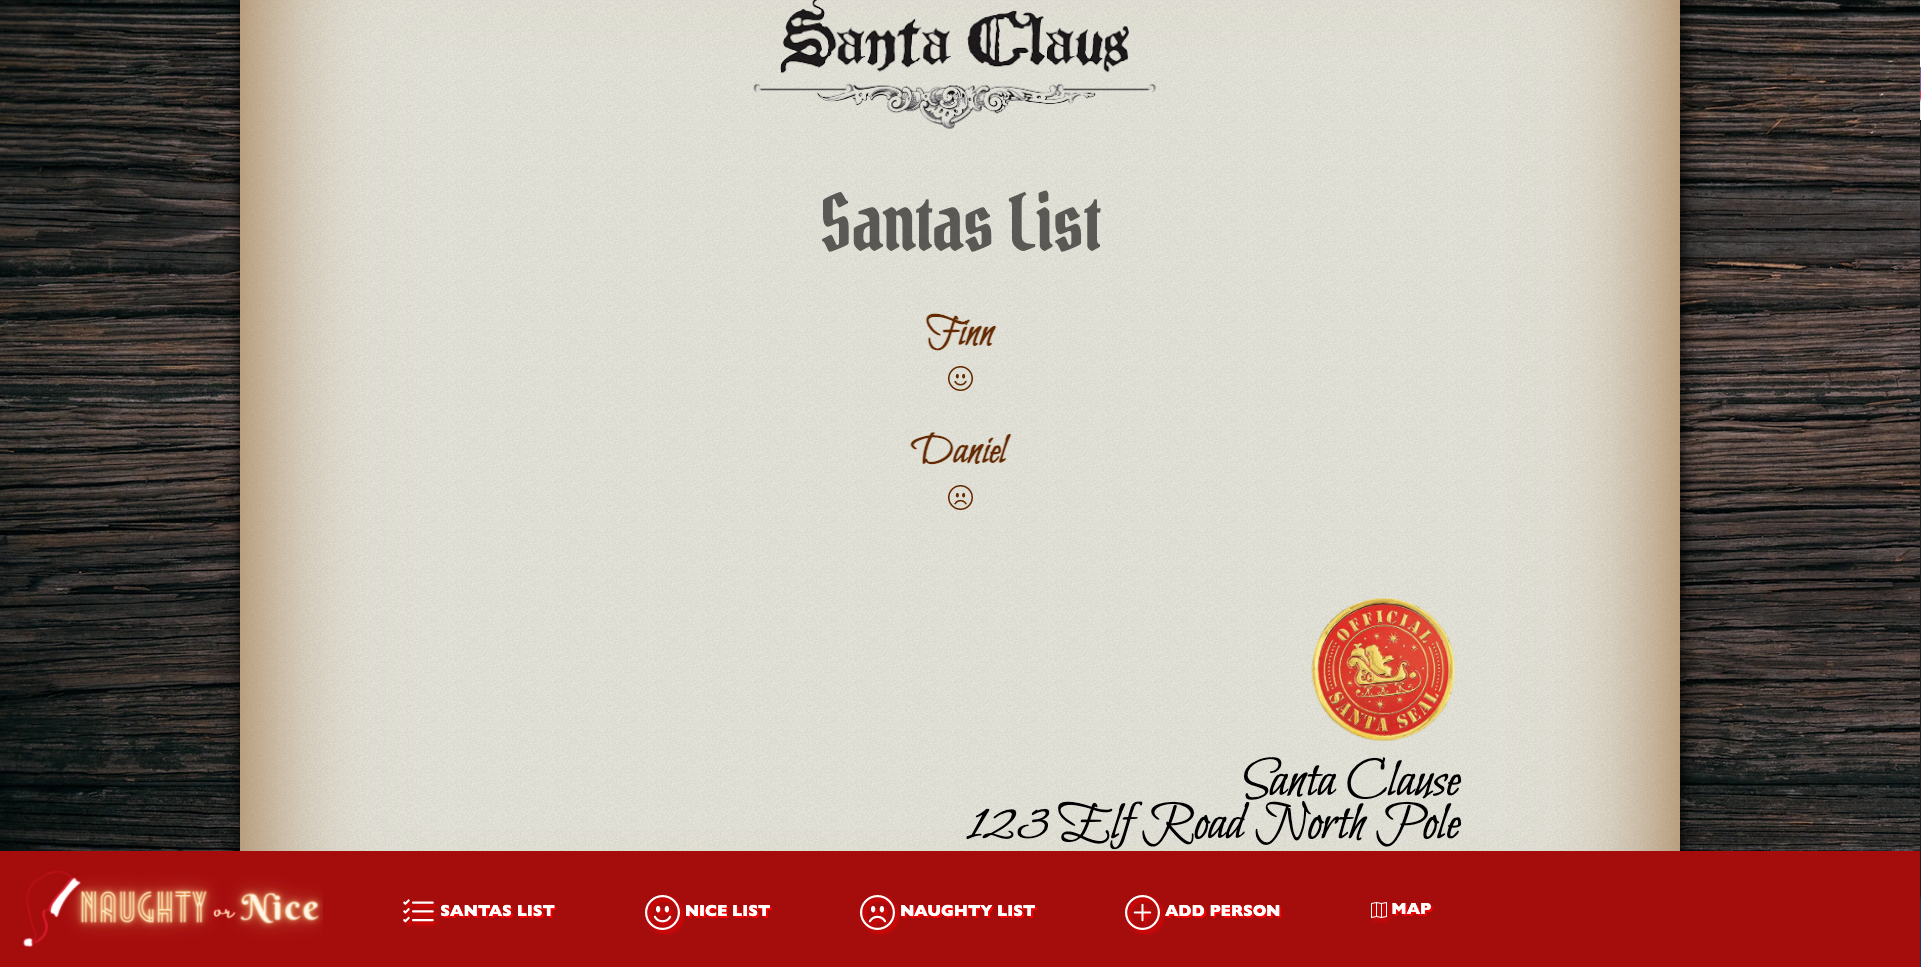 Santa Claus
Santas List
Finn
Daniel
OFFICIAL
SANTA SEAL
Santa Clause
123 Elf Road North Pole
NAUGHTY or Nice
SANTAS LIST
NICE LIST
NAUGHTY LIST
ADD PERSON
MAP